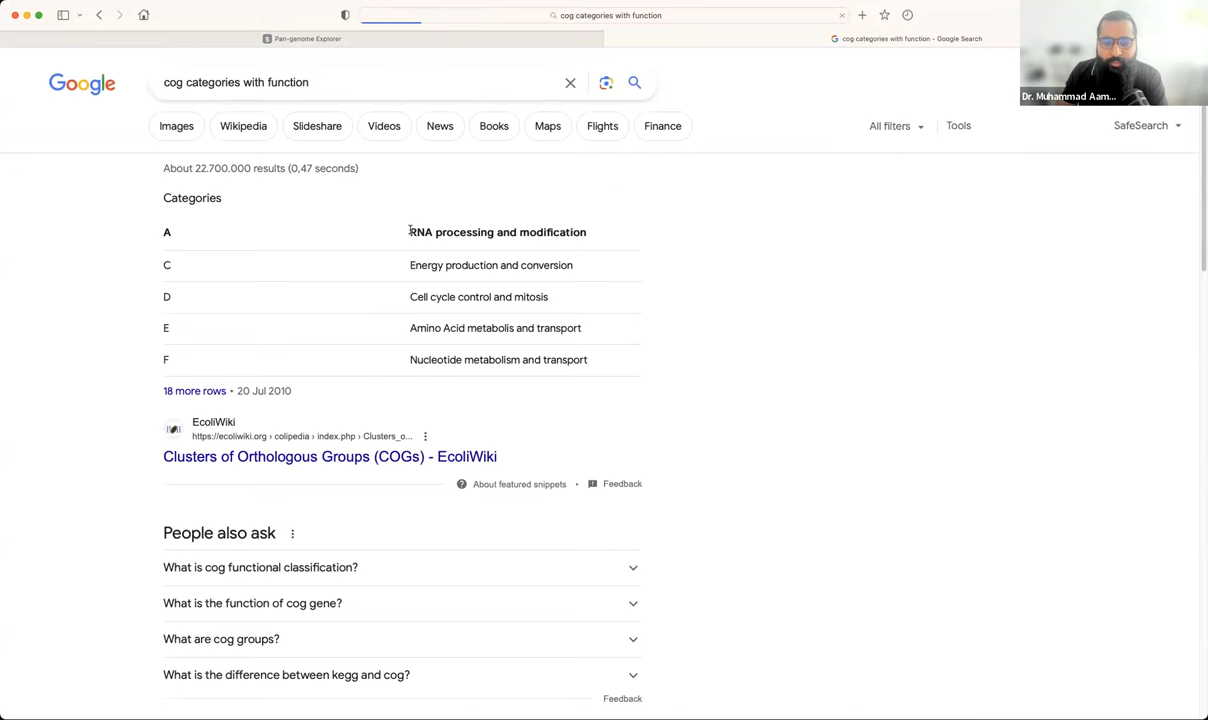 cog categories with function
Pan-genome Explorer
cog categories with function - Google Search
Dr. Muhammad Aam...
Google
cog categories with function
Images
Wikipedia
Slideshare
Videos
News
Books
Maps
Flights
Finance
All filters
Tools
SafeSearch
About 22.700.000 results (0,47 seconds)
Categories
A RNA processing and modification
C Energy production and conversion
D Cell cycle control and mitosis
E Amino Acid metabolis and transport
F Nucleotide metabolism and transport
18 more rows • 20 Jul 2010
EcoliWiki
https://ecoliwiki.org › colipedia › index.php › Clusters_o...
Clusters of Orthologous Groups (COGs) - EcoliWiki
About featured snippets • Feedback
People also ask
What is cog functional classification?
What is the function of cog gene?
What are cog groups?
What is the difference between kegg and cog?
Feedback